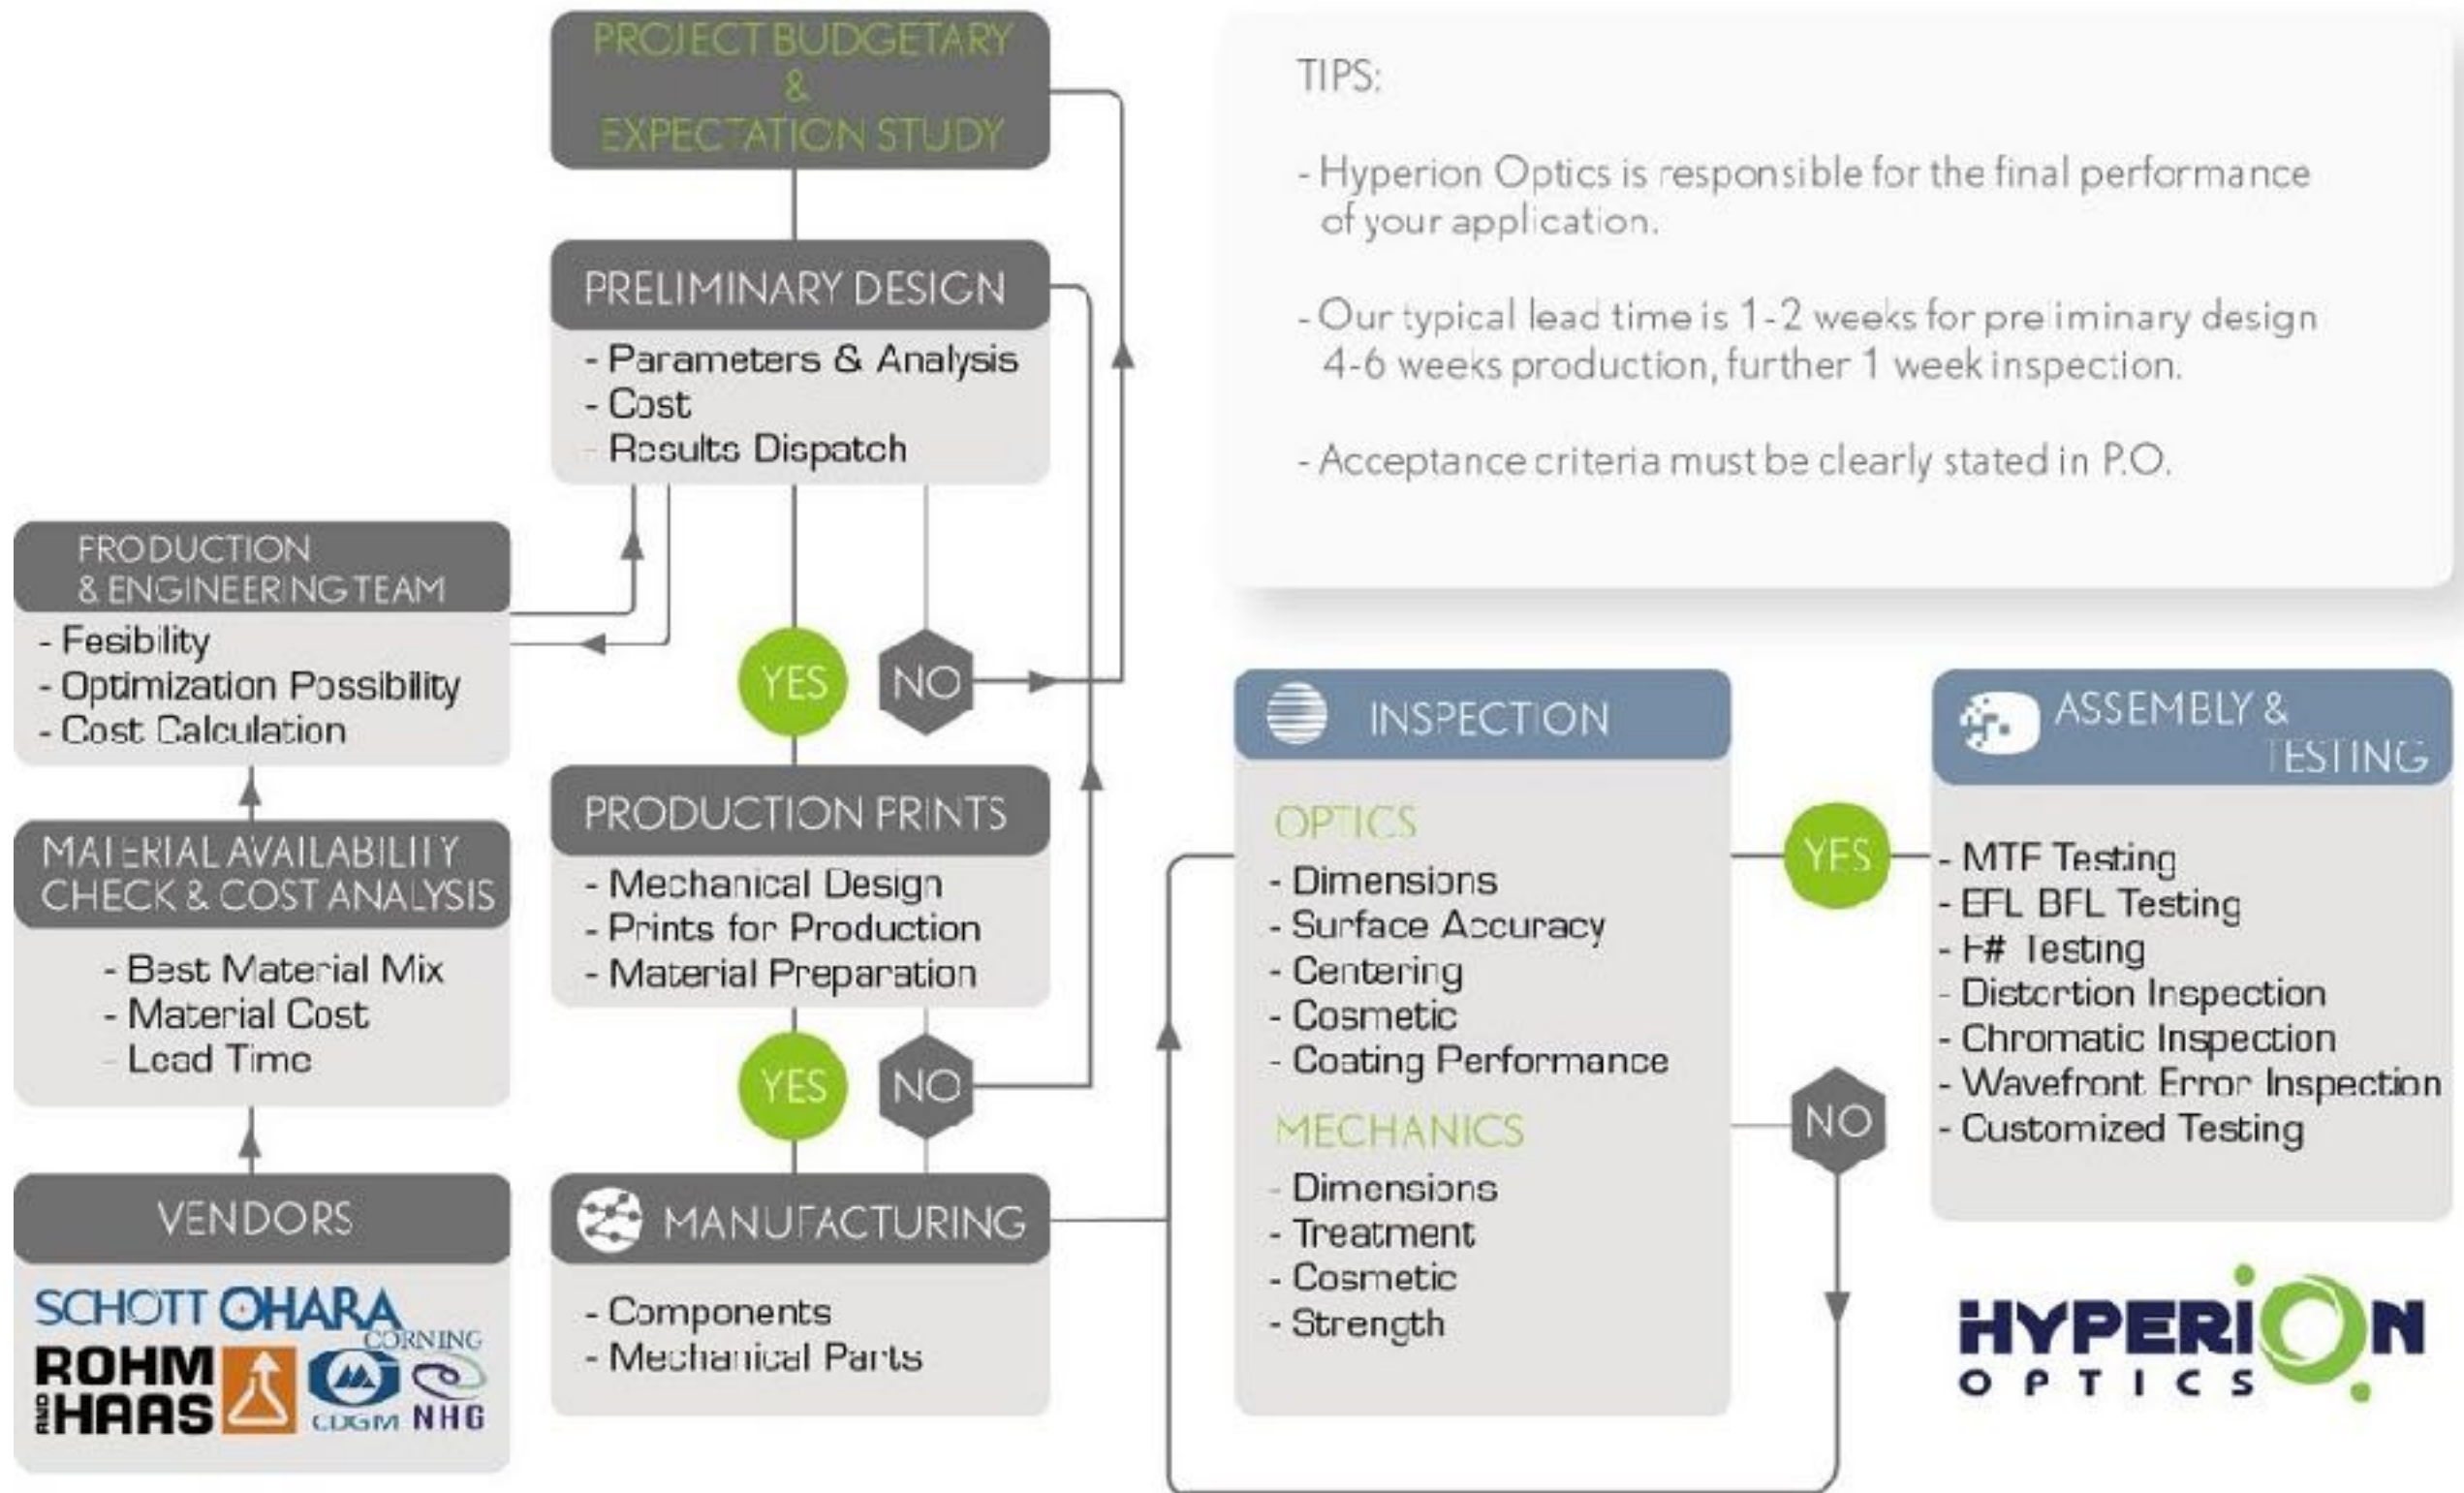 PROJECT BUDGETARY
&
EXPECTATION STUDY
TIPS:
- Hyperion Optics is responsible for the final performance
of your application.
- Our typical lead time is 1-2 weeks for preliminary design
4-6 weeks production, further 1 week inspection.
- Acceptance criteria must be clearly stated in P.O.
PRELIMINARY DESIGN
- Parameters & Analysis
- Cost
- Results Dispatch
PRODUCTION
& ENGINEERING TEAM
- Fesibility
- Optimization Possibility
- Cost Calculation
YES
NO
MATERIAL AVAILABILITY
CHECK & COST ANALYSIS
- Best Material Mix
- Material Cost
- Lead Time
PRODUCTION PRINTS
- Mechanical Design
- Prints for Production
- Material Preparation
YES
NO
VENDORS
SCHOTT OHARA
CORNING
ROHM
AND HAAS
CDGM NHG
MANUFACTURING
- Components
- Mechanical Parts
INSPECTION
OPTICS
- Dimensions
- Surface Accuracy
- Centering
- Cosmetic
- Coating Performance
MECHANICS
- Dimensions
- Treatment
- Cosmetic
- Strength
YES
NO
ASSEMBLY &
TESTING
- MTF Testing
- EFL BFL Testing
- F# Testing
- Distortion Inspection
- Chromatic Inspection
- Wavefront Error Inspection
- Customized Testing
HYPERION
OPTICS